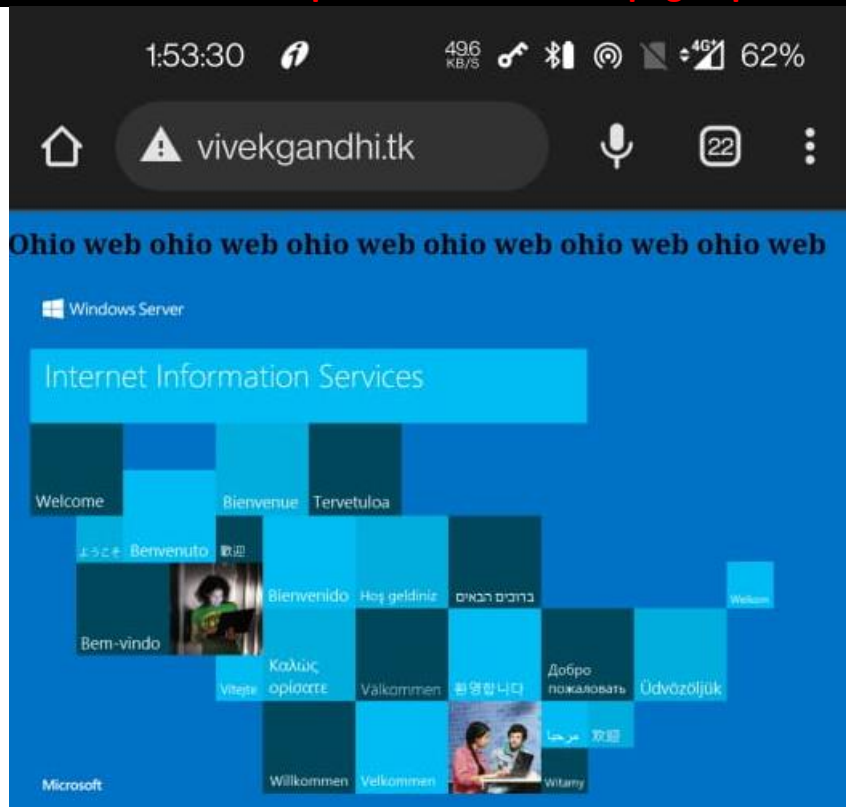 1:53:30 49.6 KB/S 4G+ 62%
vivekgandhi.tk 22
Ohio web ohio web ohio web ohio web ohio web ohio web
Windows Server
Internet Information Services
Welcome Bienvenue Tervetuloa
ようこそ Benvenuto 歡迎
Bienvenido Hoş geldiniz ברוכים הבאים Welkom
Bem-vindo
Vítejte Καλώς ορίσατε Välkommen 환영합니다 Добро пожаловать Üdvözöljük
مرحبا 欢迎
Microsoft Willkommen Velkommen Witamy